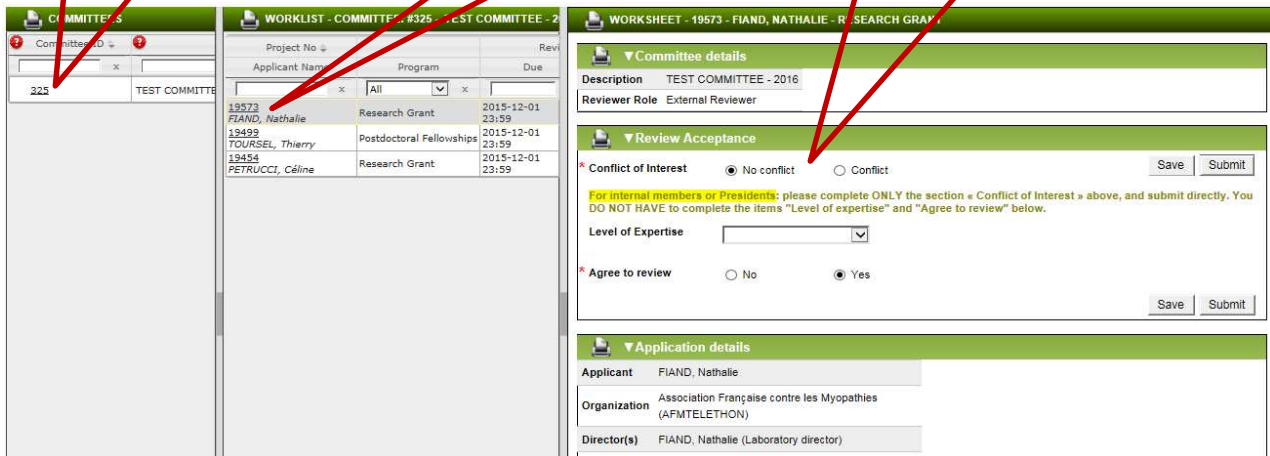 COMMITTEES
Committee ID
x
325
TEST COMMITTE
WORKLIST - COMMITTEE #325 - TEST COMMITTEE - 2
Project No
Revi
Applicant Name
Program
Due
x
All
x
19573
FIAND, Nathalie
Research Grant
2015-12-01
23:59
19499
TOURSEL, Thierry
Postdoctoral Fellowships
2015-12-01
23:59
19454
PETRUCCI, Céline
Research Grant
2015-12-01
23:59
WORKSHEET - 19573 - FIAND, NATHALIE - RESEARCH GRANT
▼Committee details
Description TEST COMMITTEE - 2016
Reviewer Role External Reviewer
▼Review Acceptance
* Conflict of Interest No conflict Conflict Save Submit
For internal members or Presidents: please complete ONLY the section « Conflict of Interest » above, and submit directly. You
DO NOT HAVE to complete the items "Level of expertise" and "Agree to review" below.
Level of Expertise
* Agree to review No Yes
Save Submit
▼Application details
Applicant FIAND, Nathalie
Organization Association Française contre les Myopathies
(AFMTELETHON)
Director(s) FIAND, Nathalie (Laboratory director)